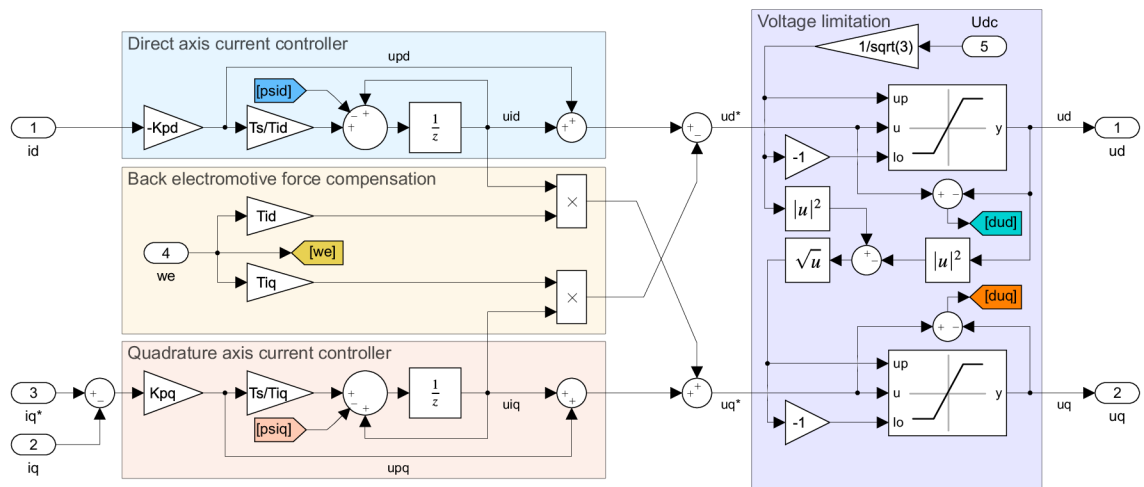 Voltage limitation
Udc
5
1/sqrt(3)
Direct axis current controller
upd
[psid]
1
id
-Kpd
Ts/Tid
- +
+
1
z
uid
+
+
ud*
+
-
up
u
lo
y
ud
1
ud
-1
+ -
[dud]
|u|²
√u
+
-
|u|²
Back electromotive force compensation
Tid
4
we
[we]
Tiq
×
×
[duq]
+ -
Quadrature axis current controller
3
iq*
2
iq
+
-
Kpq
Ts/Tiq
+
- +
[psiq]
1
z
uiq
+
+
upq
+
+
uq*
up
u
lo
y
-1
uq
2
uq